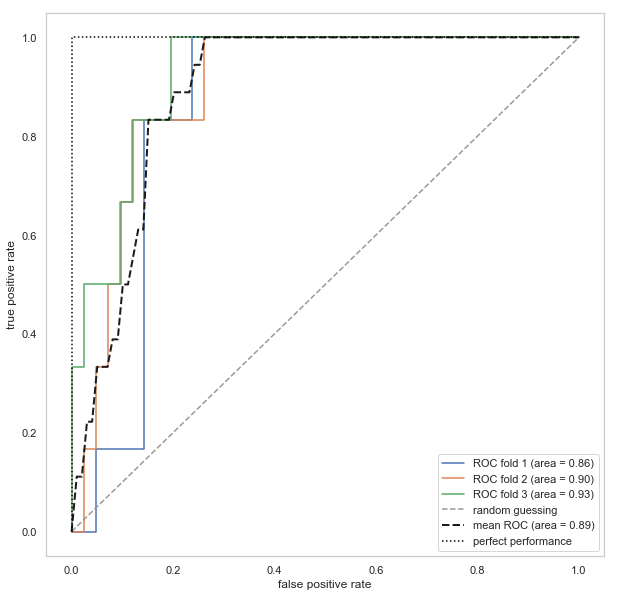 1.0
0.8
0.6
0.4
0.2
0.0
true positive rate
0.0 0.2 0.4 0.6 0.8 1.0
false positive rate
ROC fold 1 (area = 0.86)
ROC fold 2 (area = 0.90)
ROC fold 3 (area = 0.93)
random guessing
mean ROC (area = 0.89)
perfect performance